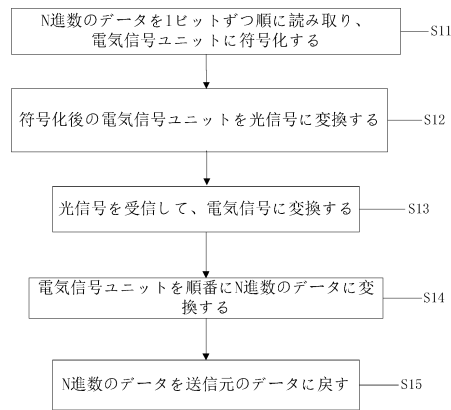 N進数のデータを1ビットずつ順に読み取り、
電気信号ユニットに符号化する
S11
符号化後の電気信号ユニットを光信号に変換する
S12
光信号を受信して、電気信号に変換する
S13
電気信号ユニットを順番にN進数のデータに変
換する
S14
N進数のデータを送信元のデータに戻す
S15